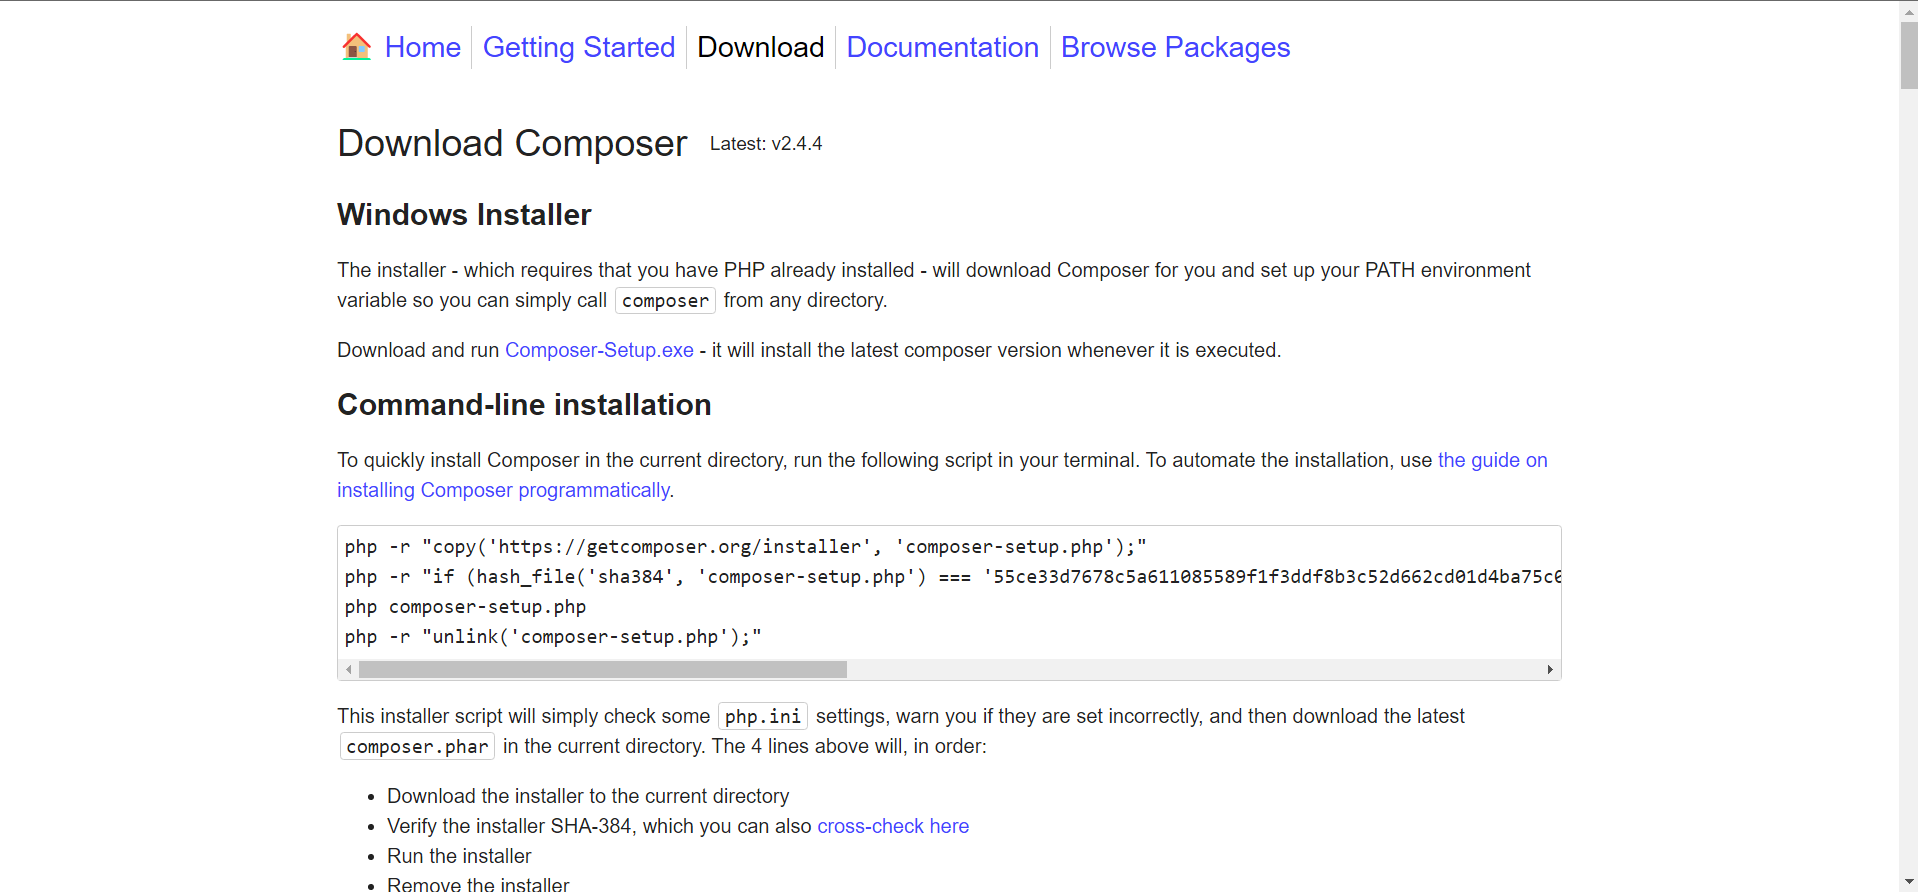 Home Getting Started Download Documentation Browse Packages
Download Composer Latest: v2.4.4
Windows Installer
The installer - which requires that you have PHP already installed - will download Composer for you and set up your PATH environment
variable so you can simply call composer from any directory.
Download and run Composer-Setup.exe - it will install the latest composer version whenever it is executed.
Command-line installation
To quickly install Composer in the current directory, run the following script in your terminal. To automate the installation, use the guide on
installing Composer programmatically.
php -r "copy('https://getcomposer.org/installer', 'composer-setup.php');"
php -r "if (hash_file('sha384', 'composer-setup.php') === '55ce33d7678c5a611085589f1f3ddf8b3c52d662cd01d4ba75c0
php composer-setup.php
php -r "unlink('composer-setup.php');"
This installer script will simply check some php.ini settings, warn you if they are set incorrectly, and then download the latest
composer.phar in the current directory. The 4 lines above will, in order:
• Download the installer to the current directory
• Verify the installer SHA-384, which you can also cross-check here
• Run the installer
• Remove the installer